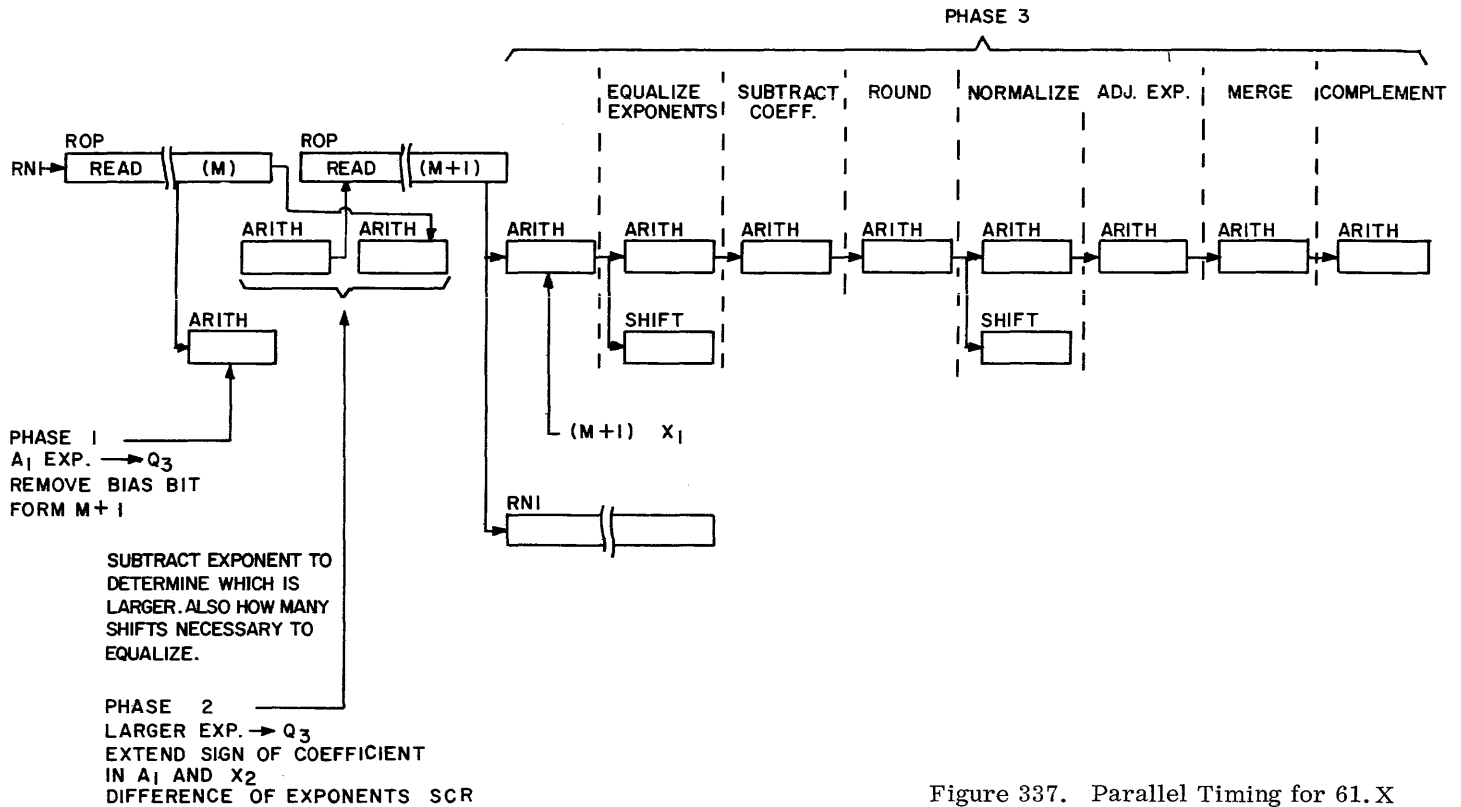 PHASE 3
EQUALIZE EXPONENTS
SUBTRACT COEFF.
ROUND
NORMALIZE
ADJ. EXP.
MERGE
COMPLEMENT
RNI
ROP
READ (M)
ROP
READ (M+1)
ARITH
ARITH
ARITH
ARITH
ARITH
ARITH
ARITH
ARITH
ARITH
ARITH
ARITH
SHIFT
SHIFT
PHASE 1
A1 EXP. → Q3
REMOVE BIAS BIT
FORM M+1
(M+1) X1
RNI
SUBTRACT EXPONENT TO
DETERMINE WHICH IS
LARGER. ALSO HOW MANY
SHIFTS NECESSARY TO
EQUALIZE.
PHASE 2
LARGER EXP. → Q3
EXTEND SIGN OF COEFFICIENT
IN A1 AND X2
DIFFERENCE OF EXPONENTS SCR
Figure 337. Parallel Timing for 61.X